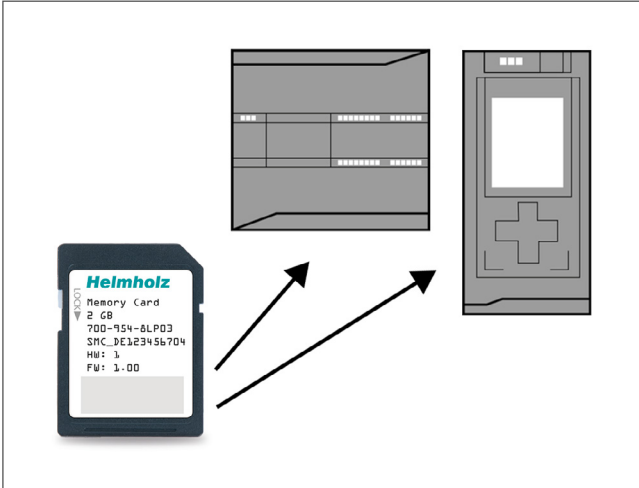 Helmholz
LOCK
Memory Card
2 GB
700-954-8LP03
SMC_DE123456704
HW: 1
FW: 1.00